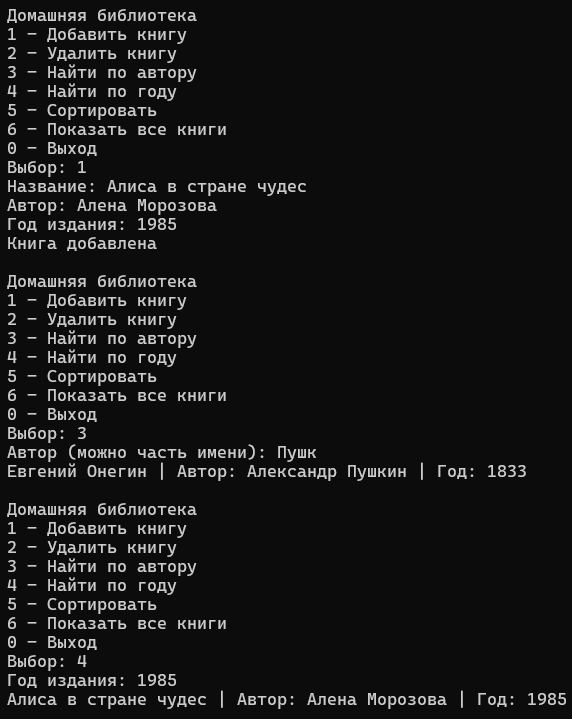 Домашняя библиотека
1 – Добавить книгу
2 – Удалить книгу
3 – Найти по автору
4 – Найти по году
5 – Сортировать
6 – Показать все книги
0 – Выход
Выбор: 1
Название: Алиса в стране чудес
Автор: Алена Морозова
Год издания: 1985
Книга добавлена

Домашняя библиотека
1 – Добавить книгу
2 – Удалить книгу
3 – Найти по автору
4 – Найти по году
5 – Сортировать
6 – Показать все книги
0 – Выход
Выбор: 3
Автор (можно часть имени): Пушк
Евгений Онегин | Автор: Александр Пушкин | Год: 1833

Домашняя библиотека
1 – Добавить книгу
2 – Удалить книгу
3 – Найти по автору
4 – Найти по году
5 – Сортировать
6 – Показать все книги
0 – Выход
Выбор: 4
Год издания: 1985
Алиса в стране чудес | Автор: Алена Морозова | Год: 1985